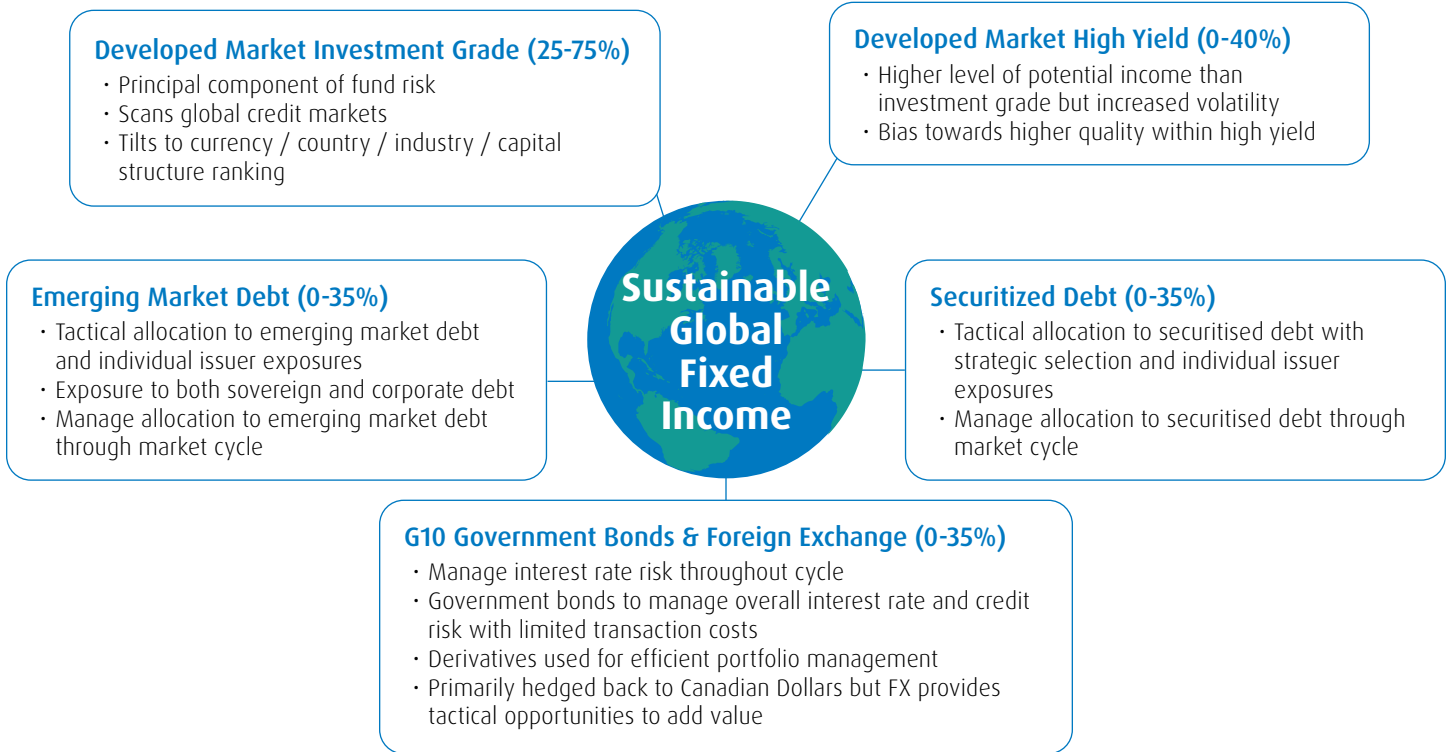 Developed Market Investment Grade (25-75%)
· Principal component of fund risk
· Scans global credit markets
· Tilts to currency / country / industry / capital
structure ranking
Developed Market High Yield (0-40%)
· Higher level of potential income than
investment grade but increased volatility
· Bias towards higher quality within high yield
Emerging Market Debt (0-35%)
· Tactical allocation to emerging market debt
and individual issuer exposures
· Exposure to both sovereign and corporate debt
· Manage allocation to emerging market debt
through market cycle
Sustainable
Global
Fixed
Income
Securitized Debt (0-35%)
· Tactical allocation to securitised debt with
strategic selection and individual issuer
exposures
· Manage allocation to securitised debt through
market cycle
G10 Government Bonds & Foreign Exchange (0-35%)
· Manage interest rate risk throughout cycle
· Government bonds to manage overall interest rate and credit
risk with limited transaction costs
· Derivatives used for efficient portfolio management
· Primarily hedged back to Canadian Dollars but FX provides
tactical opportunities to add value